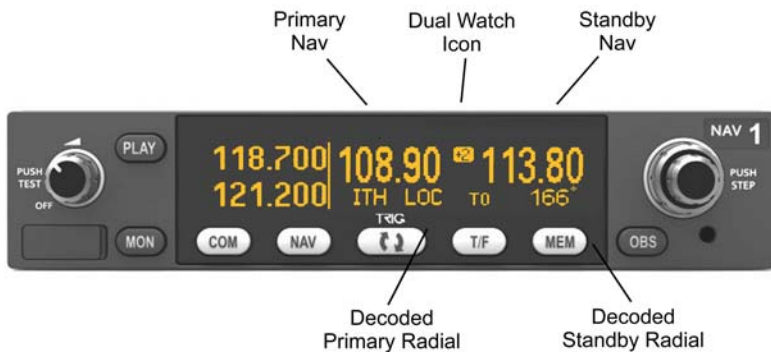 Primary Nav
Dual Watch Icon
Standby Nav
NAV 1
PLAY
118.700 108.90 +2 113.80
121.200 ITH LOC TO 166°
PUSH TEST
OFF
PUSH STEP
TRIG
MON COM NAV T/F MEM OBS
Decoded Primary Radial
Decoded Standby Radial